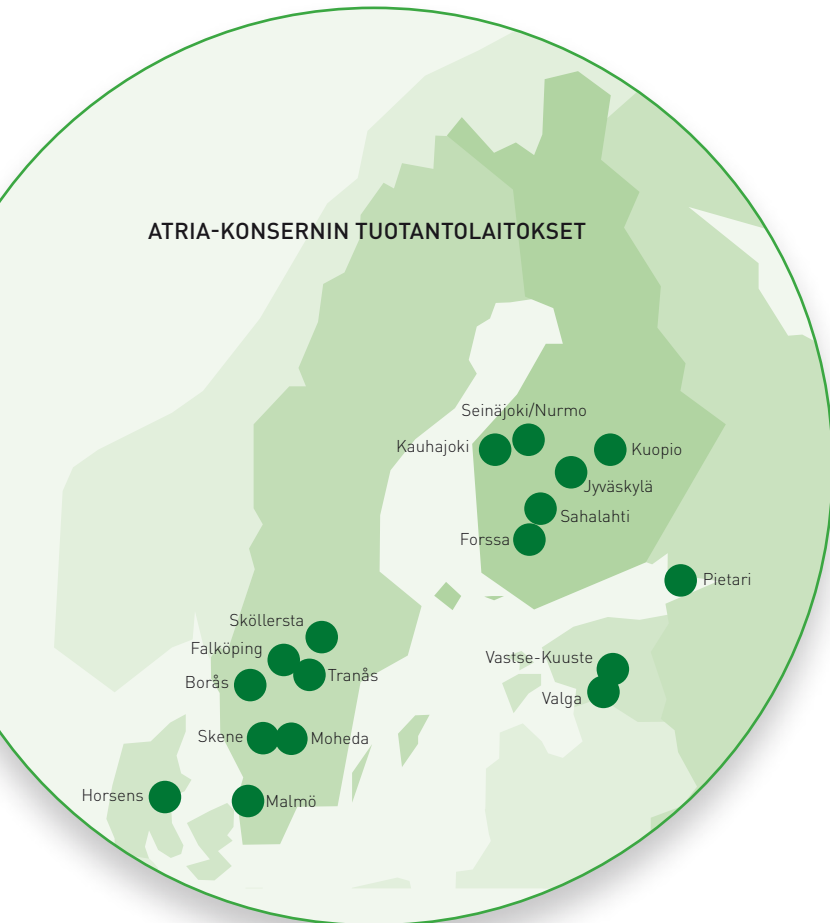 ATRIA-KONSERNIN TUOTANTOLAITOKSET
Seinäjoki/Nurmo
Kauhajoki
Kuopio
Jyväskylä
Sahalahti
Forssa
Pietari
Sköllersta
Falköping
Vastse-Kuuste
Tranås
Borås
Valga
Skene
Moheda
Horsens
Malmö